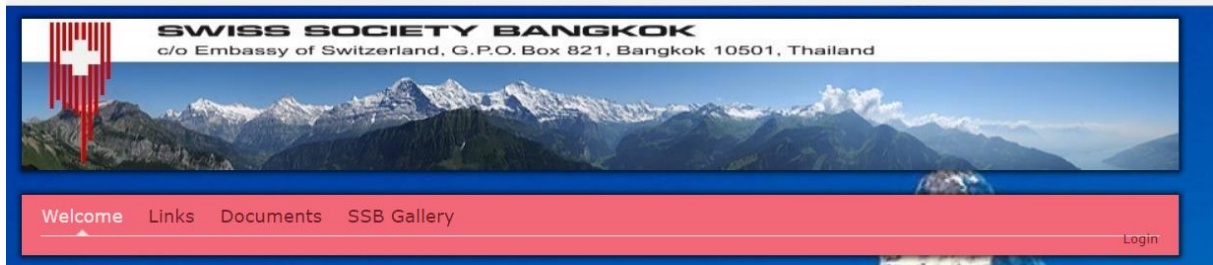 SWISS SOCIETY BANGKOK
c/o Embassy of Switzerland, G.P.O. Box 821, Bangkok 10501, Thailand
Welcome Links Documents SSB Gallery
Login